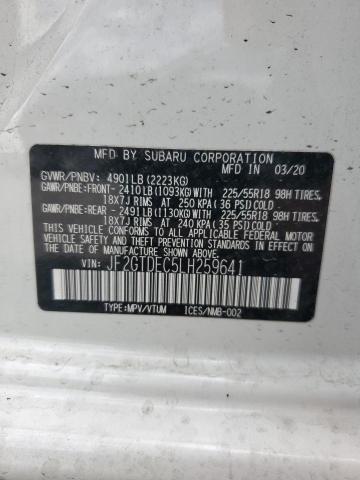 MFD BY SUBARU CORPORATION
MFD IN 03/20
GVWR/PNBV: 4901LB(2223KG)
GAWR/PNBE:FRONT- 2410LB(1093KG)WITH 225/55R18 98H TIRES,
18X7J RIMS AT 250 KPA(36 PSI)COLD
GAWR/PNBE:REAR - 2491LB(1130KG)WITH 225/55R18 98H TIRES,
18X7J RIMS AT 240 KPA(35 PSI)COLD
THIS VEHICLE CONFORMS TO ALL APPLICABLE FEDERAL MOTOR
VEHICLE SAFETY STANDARDS IN EFFECT ON THE
DATE OF MANUFACTURE SHOWN ABOVE.
VIN: JF2GTDEC5LH259641
TYPE:MPV/VTUM ICES/NMB-002